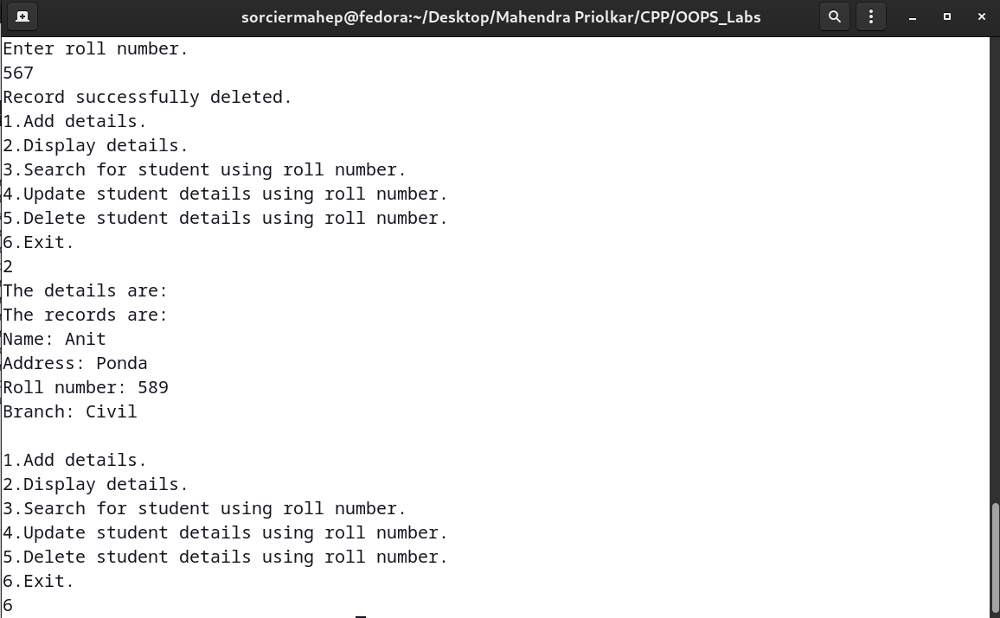 sorciermahep@fedora:~/Desktop/Mahendra Priolkar/CPP/OOPS_Labs
Enter roll number.
567
Record successfully deleted.
1.Add details.
2.Display details.
3.Search for student using roll number.
4.Update student details using roll number.
5.Delete student details using roll number.
6.Exit.
2
The details are:
The records are:
Name: Anit
Address: Ponda
Roll number: 589
Branch: Civil
1.Add details.
2.Display details.
3.Search for student using roll number.
4.Update student details using roll number.
5.Delete student details using roll number.
6.Exit.
6